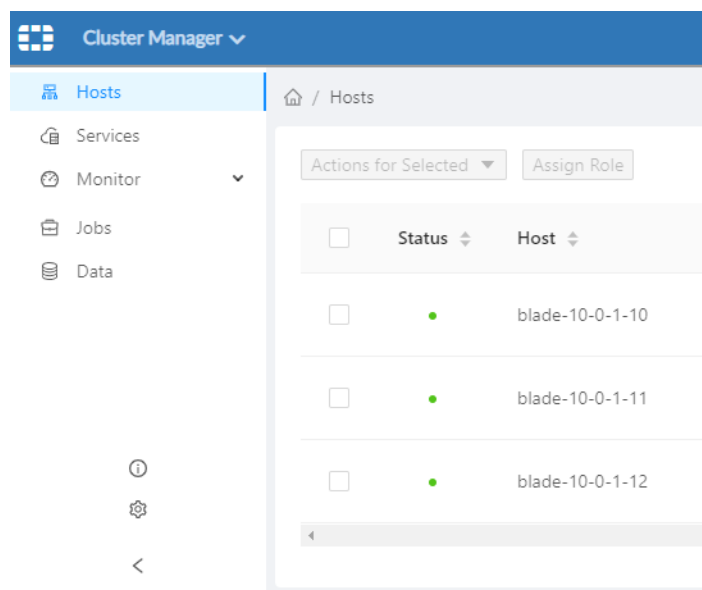 Cluster Manager
Hosts
Services
Monitor
Jobs
Data
/ Hosts
Actions for Selected Assign Role
Status Host
blade-10-0-1-10
blade-10-0-1-11
blade-10-0-1-12